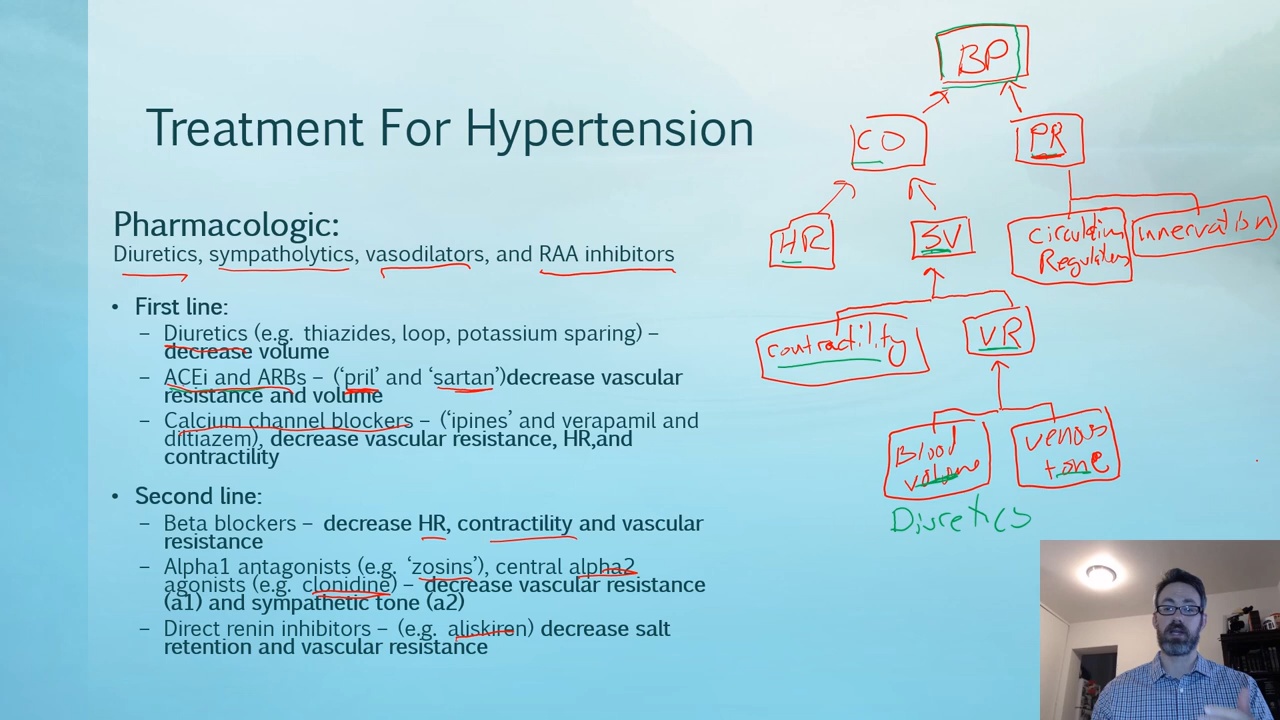 Treatment For Hypertension
Pharmacologic:
Diuretics, sympatholytics, vasodilators, and RAA inhibitors
• First line:
– Diuretics (e.g. thiazides, loop, potassium sparing) –
decrease volume
– ACEi and ARBs – (‘pril’ and ‘sartan’)decrease vascular
resistance and volume
– Calcium channel blockers – (‘ipines’ and verapamil and
diltiazem), decrease vascular resistance, HR,and
contractility
• Second line:
– Beta blockers – decrease HR, contractility and vascular
resistance
– Alpha1 antagonists (e.g. ‘zosins’), central alpha2
agonists (e.g. clonidine) – decrease vascular resistance
(a1) and sympathetic tone (a2)
– Direct renin inhibitors – (e.g. aliskiren) decrease salt
retention and vascular resistance
BP
CO PR
HR SV
Regulators
innervation
contractility VR
Blood
volume
venous
tone
Diuretics